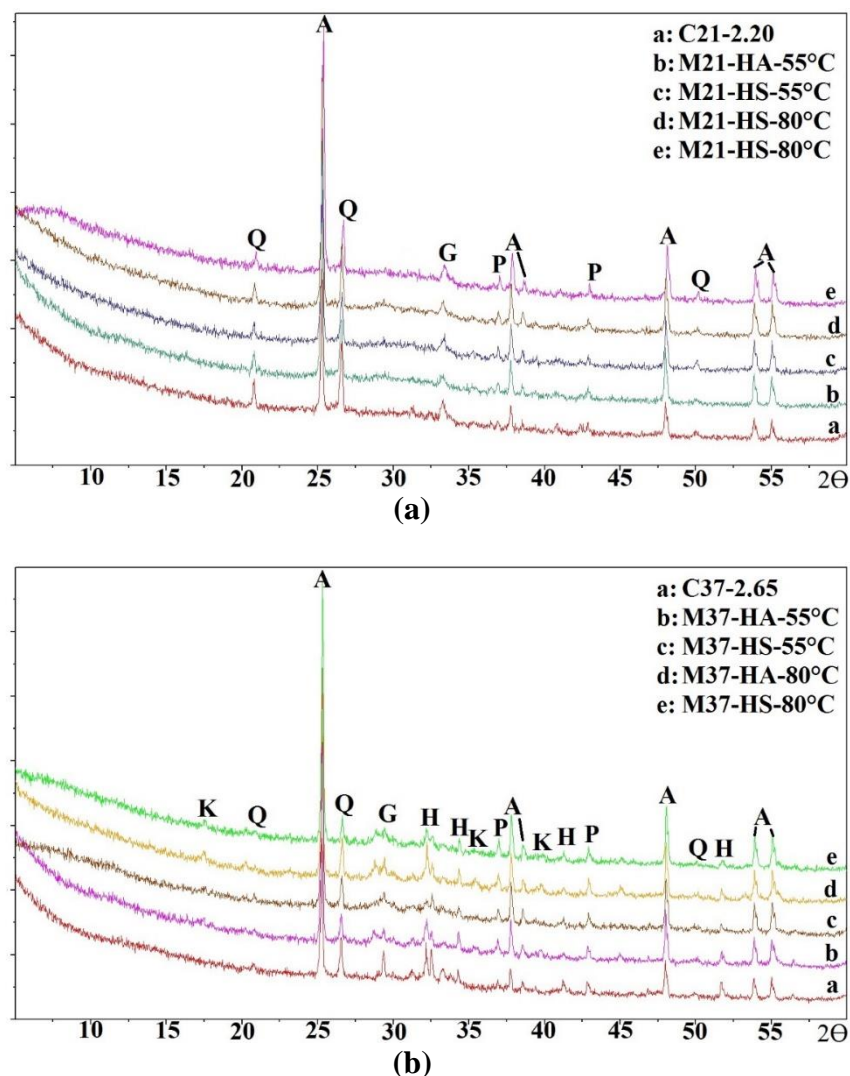 A
a: C21-2.20
b: M21-HA-55°C
c: M21-HS-55°C
d: M21-HS-80°C
e: M21-HS-80°C
Q Q G P A P A Q A
e
d
c
b
a
10 15 20 25 30 35 40 45 50 55 2Θ
(a)
A
a: C37-2.65
b: M37-HA-55°C
c: M37-HS-55°C
d: M37-HA-80°C
e: M37-HS-80°C
K Q Q G H H K P A K H P A Q H A
e
d
c
b
a
10 15 20 25 30 35 40 45 50 55 2Θ
(b)